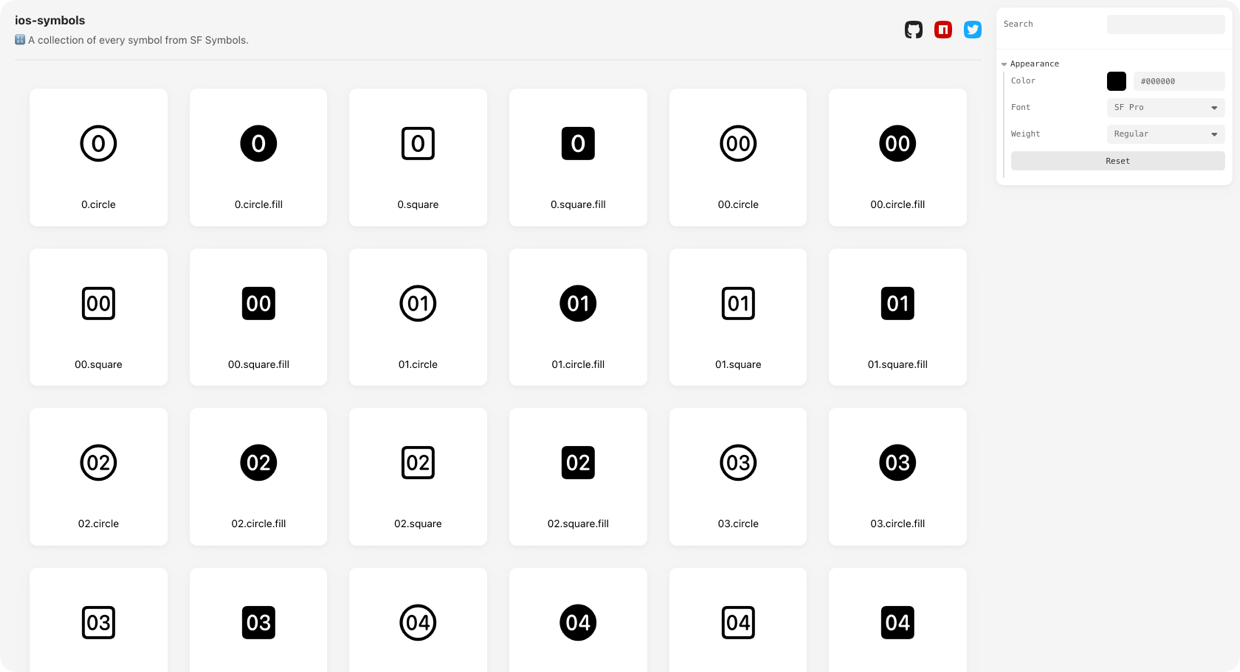 ios-symbols
A collection of every symbol from SF Symbols.
Search
Appearance
Color
#000000
Font
SF Pro
Weight
Regular
Reset
0 0 0 0 00 00
0.circle 0.circle.fill 0.square 0.square.fill 00.circle 00.circle.fill
00 00 01 01 01 01
00.square 00.square.fill 01.circle 01.circle.fill 01.square 01.square.fill
02 02 02 02 03 03
02.circle 02.circle.fill 02.square 02.square.fill 03.circle 03.circle.fill
03 03 04 04 04 04